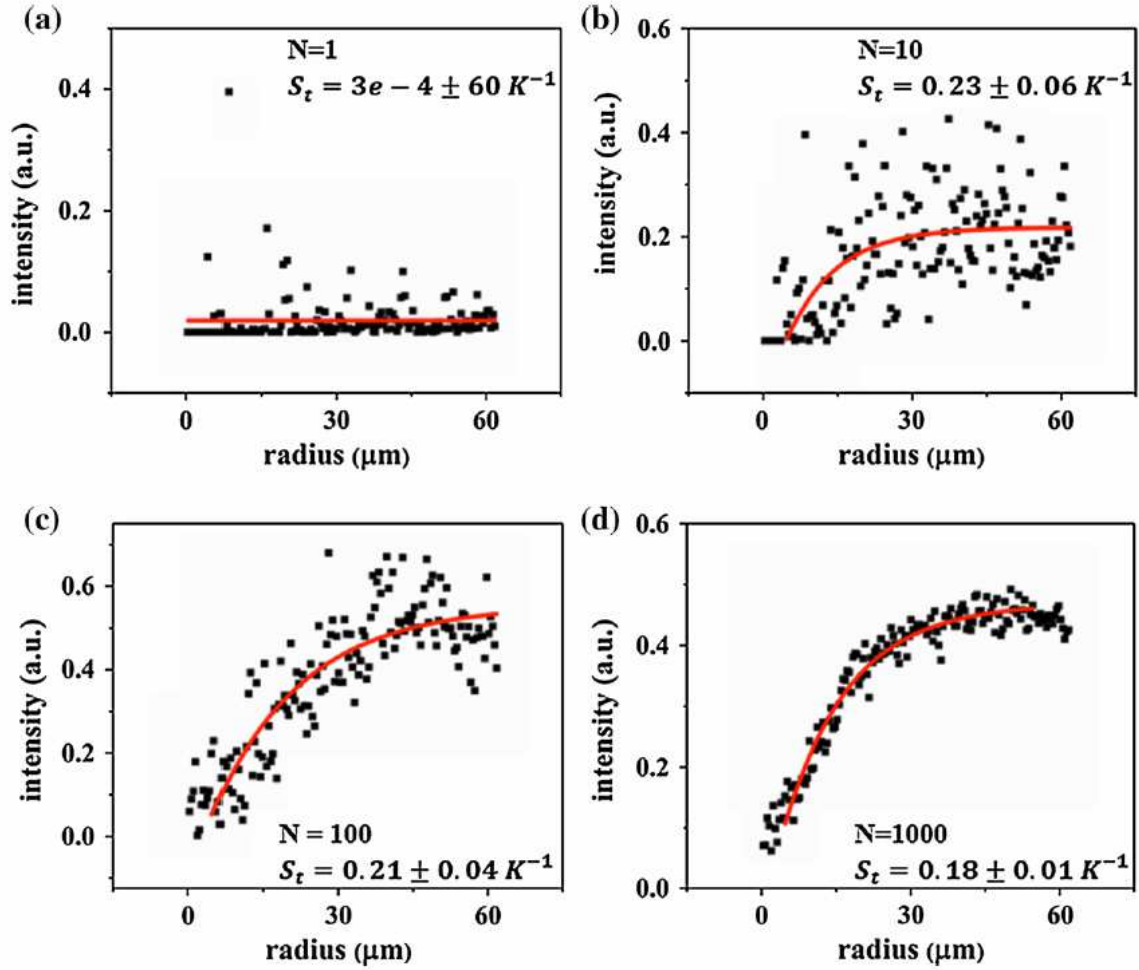 (a)
N=1
S_t = 3e − 4 ± 60 K⁻¹
0.4
0.2
0.0
intensity (a.u.)
0 30 60
radius (μm)
(b)
N=10
S_t = 0.23 ± 0.06 K⁻¹
0.6
0.4
0.2
0.0
intensity (a.u.)
0 30 60
radius (μm)
(c)
0.6
0.4
0.2
0.0
intensity (a.u.)
N = 100
S_t = 0.21 ± 0.04 K⁻¹
0 30 60
radius (μm)
(d)
0.6
0.4
0.2
0.0
intensity (a.u.)
N=1000
S_t = 0.18 ± 0.01 K⁻¹
0 30 60
radius (μm)